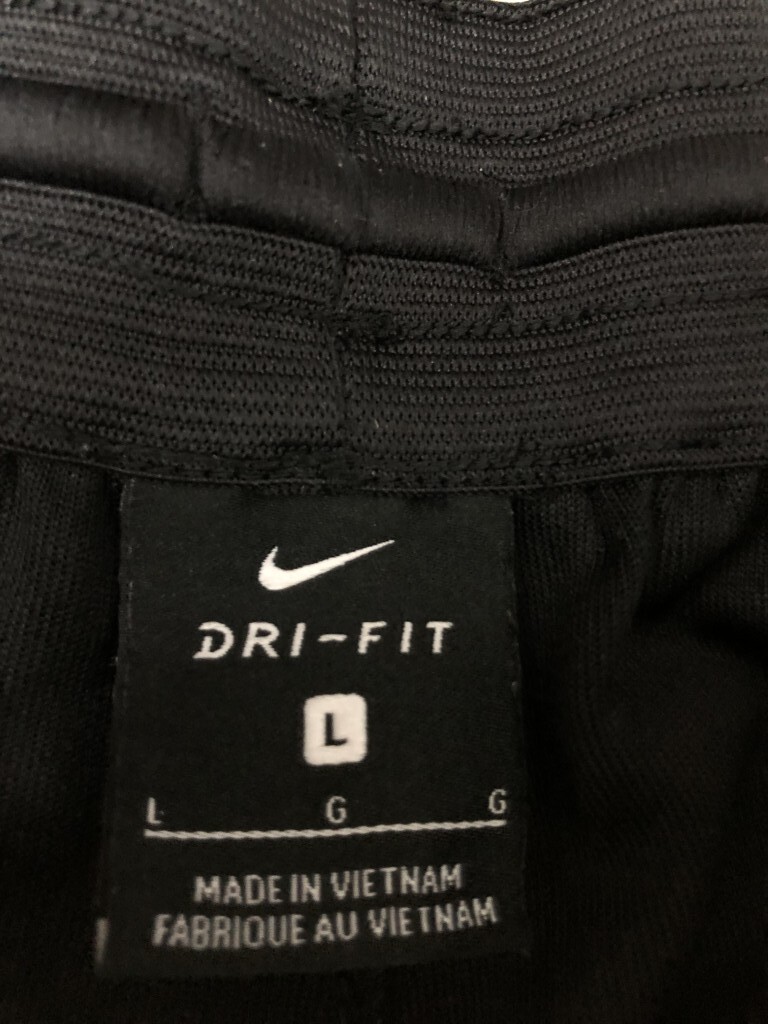 DRI-FIT
L
L G G
MADE IN VIETNAM
FABRIQUE AU VIETNAM